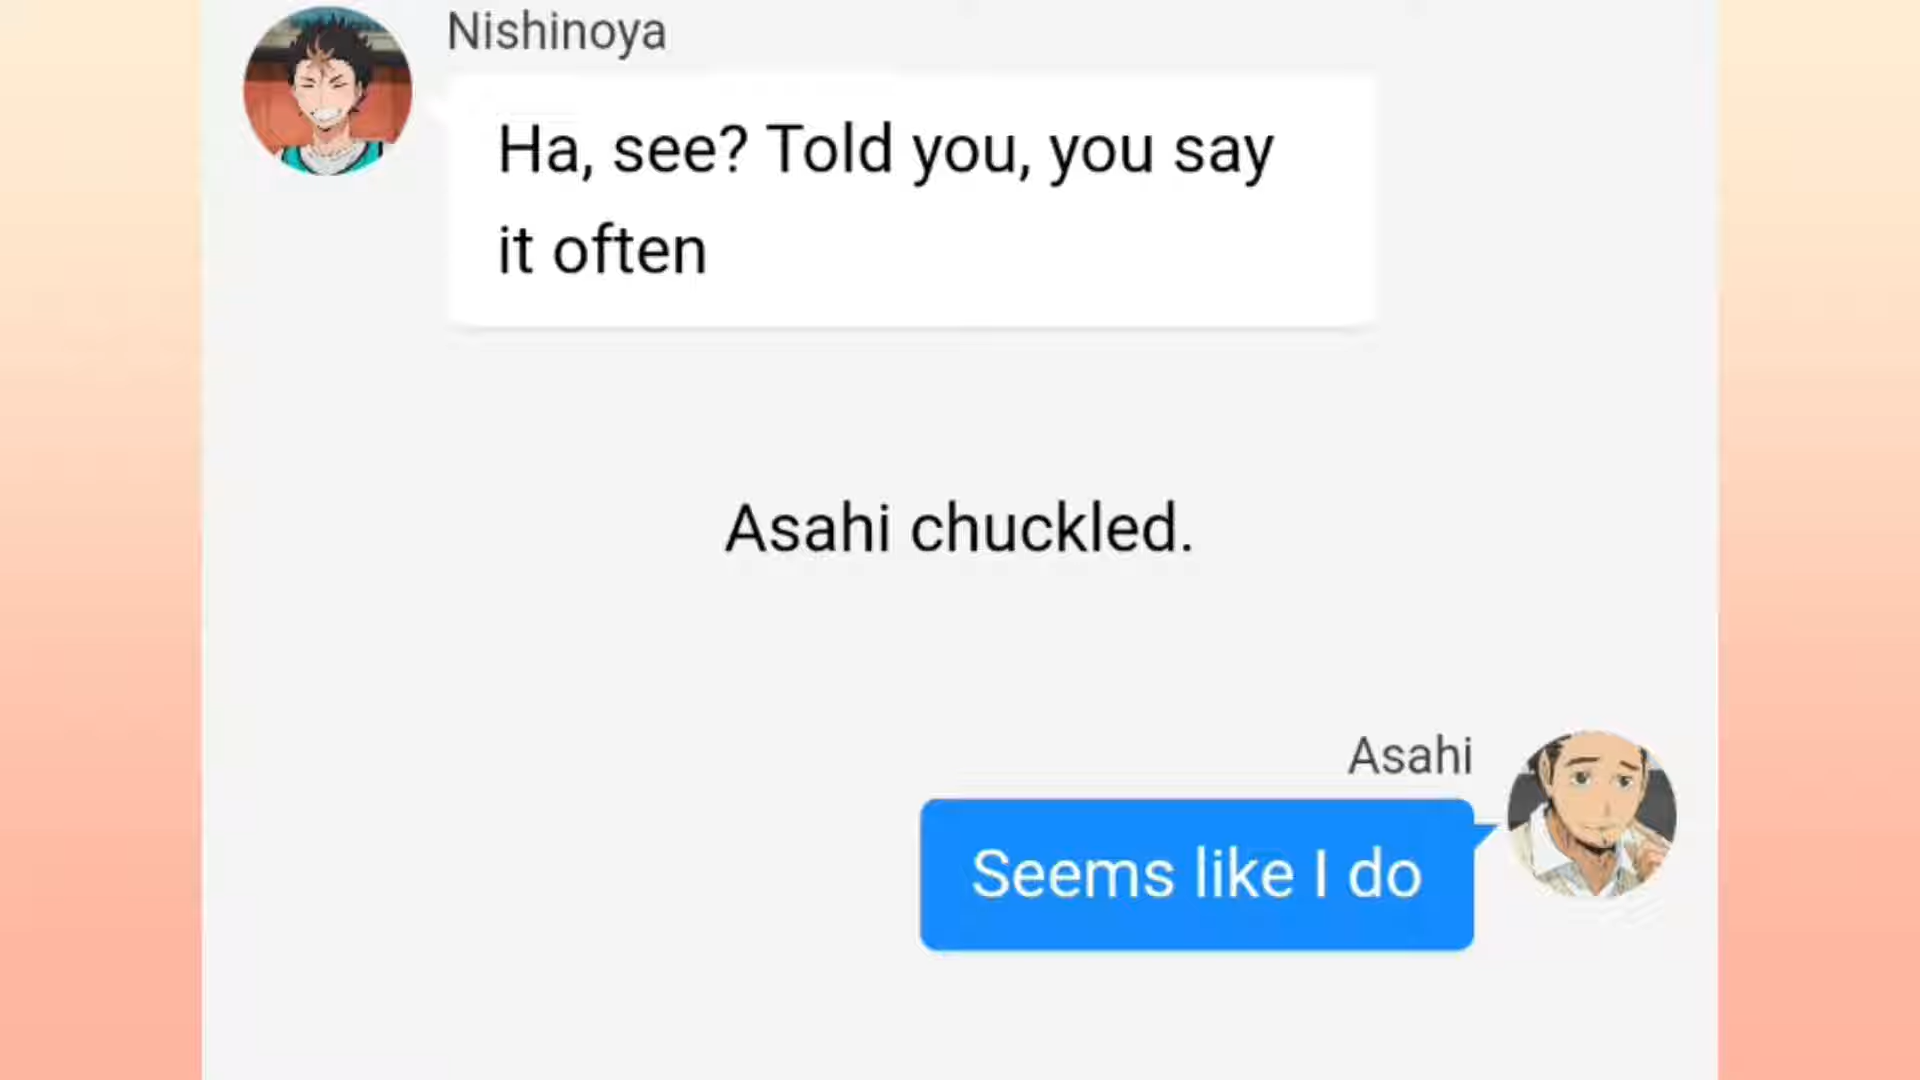 Nishinoya
Ha, see? Told you, you say
it often
Asahi chuckled.
Asahi
Seems like I do